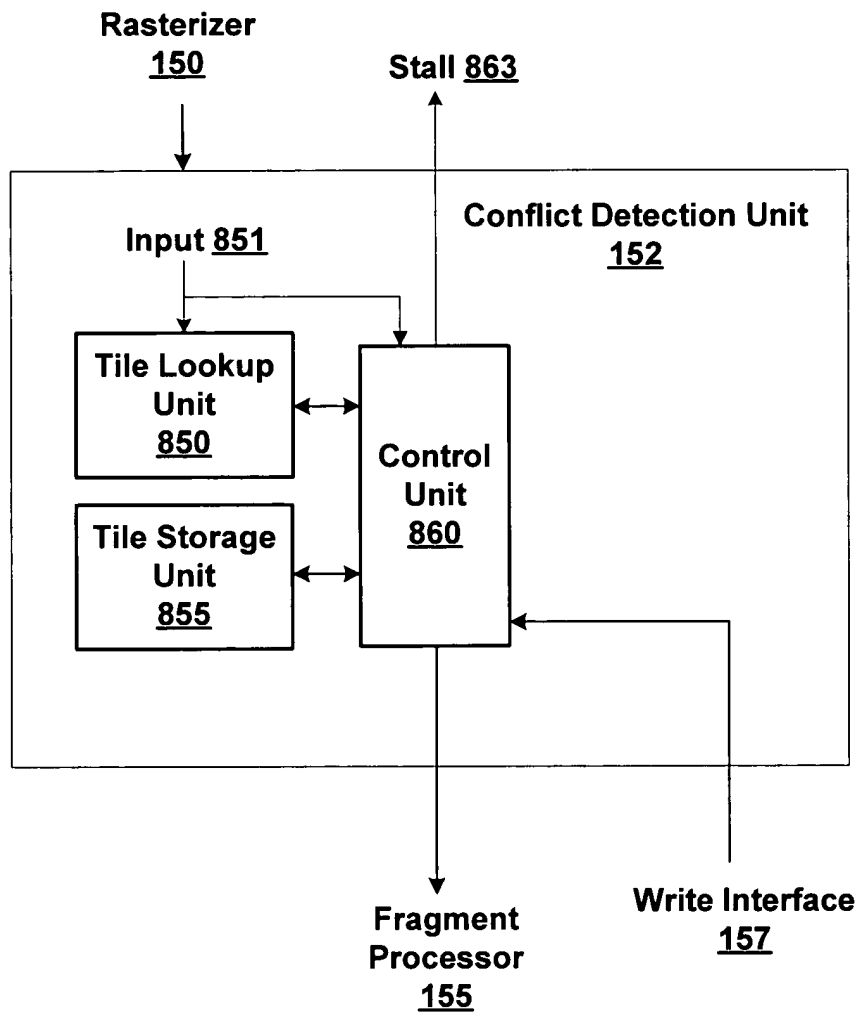 Rasterizer
150
Stall 863
Conflict Detection Unit
152
Input 851
Tile Lookup
Unit
850
Control
Unit
860
Tile Storage
Unit
855
Fragment
Processor
155
Write Interface
157